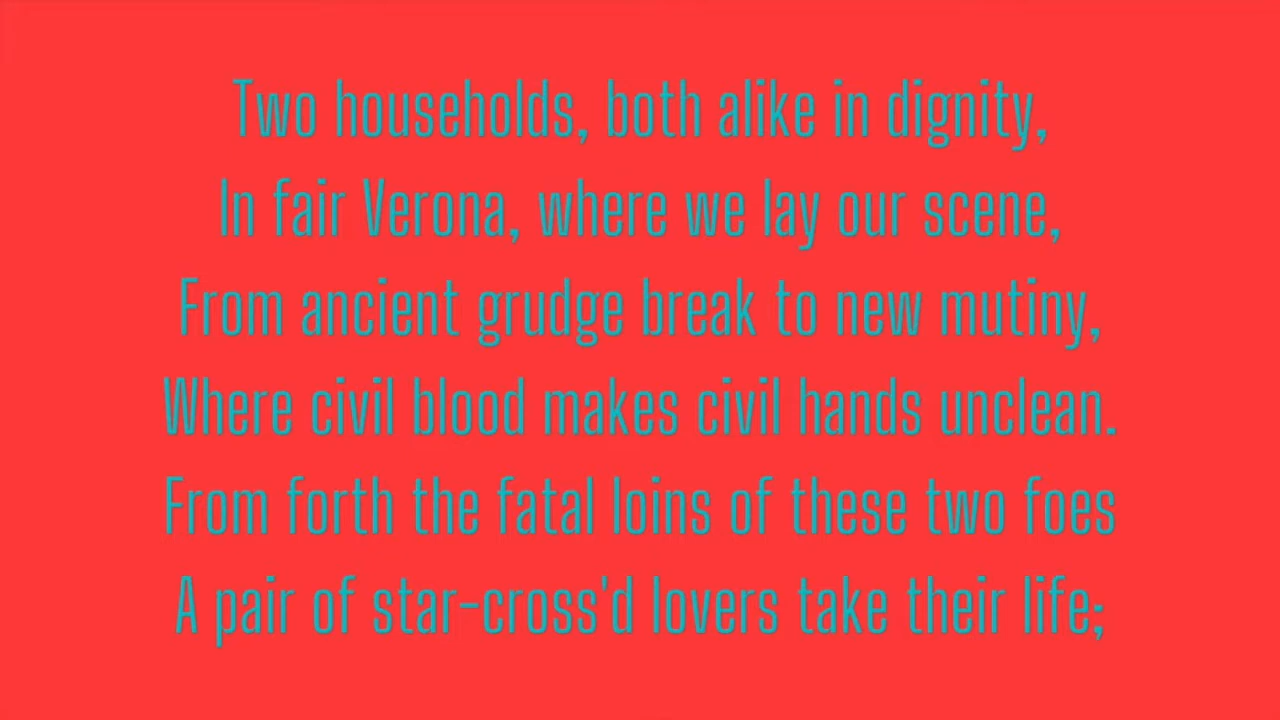 Two households, both alike in dignity,
In fair Verona, where we lay our scene,
From ancient grudge break to new mutiny,
Where civil blood makes civil hands unclean.
From forth the fatal loins of these two foes
A pair of star-cross'd lovers take their life;